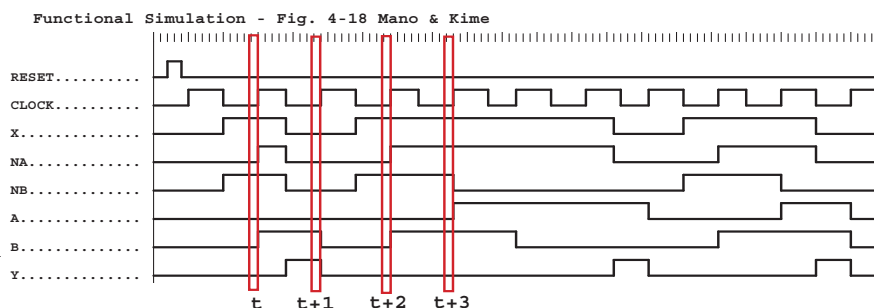 Functional Simulation - Fig. 4-18 Mano & Kime
RESET..........
CLOCK..........
X..............
NA.............
NB.............
A..............
B..............
Y..............
t t+1 t+2 t+3